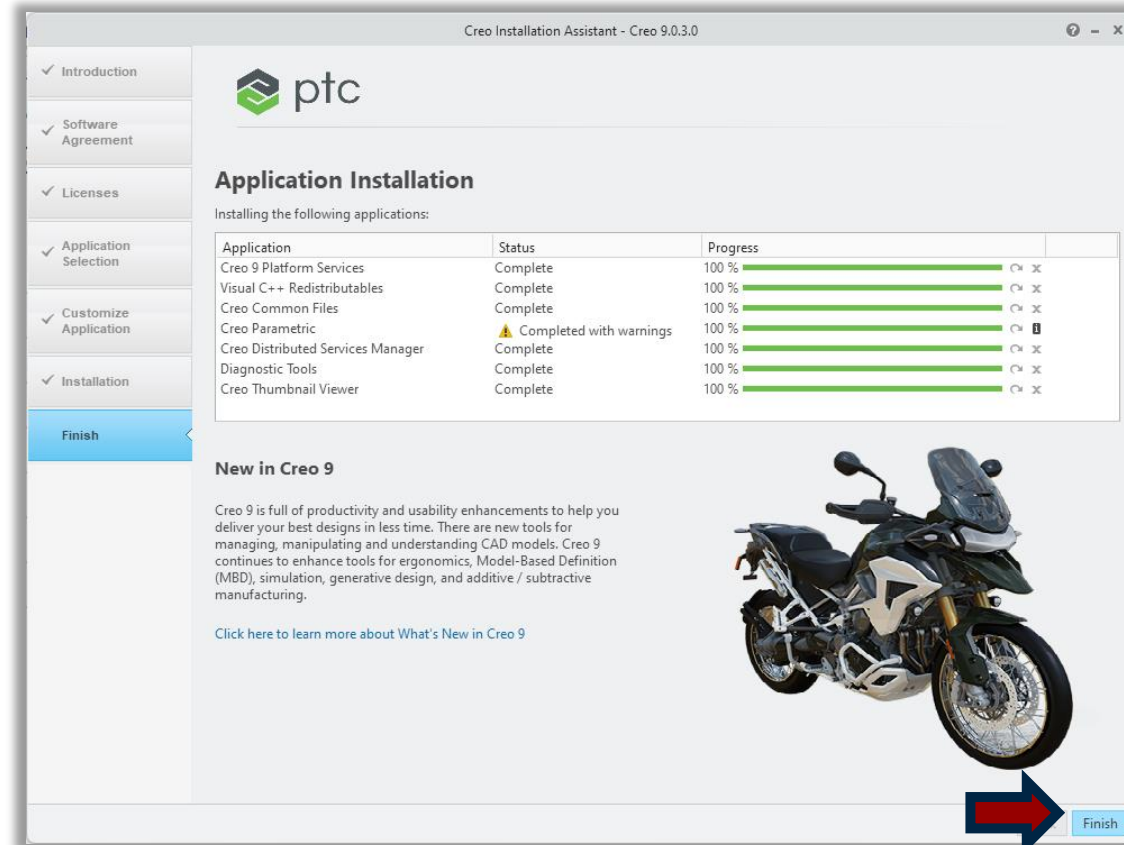 Creo Installation Assistant - Creo 9.0.3.0
Introduction
Software
Agreement
Licenses
Application
Selection
Customize
Application
Installation
Finish
ptc
Application Installation
Installing the following applications:
Application Status Progress
Creo 9 Platform Services Complete 100 %
Visual C++ Redistributables Complete 100 %
Creo Common Files Complete 100 %
Creo Parametric Completed with warnings 100 %
Creo Distributed Services Manager Complete 100 %
Diagnostic Tools Complete 100 %
Creo Thumbnail Viewer Complete 100 %
New in Creo 9
Creo 9 is full of productivity and usability enhancements to help you
deliver your best designs in less time. There are new tools for
managing, manipulating and understanding CAD models. Creo 9
continues to enhance tools for ergonomics, Model-Based Definition
(MBD), simulation, generative design, and additive / subtractive
manufacturing.
Click here to learn more about What's New in Creo 9
Finish